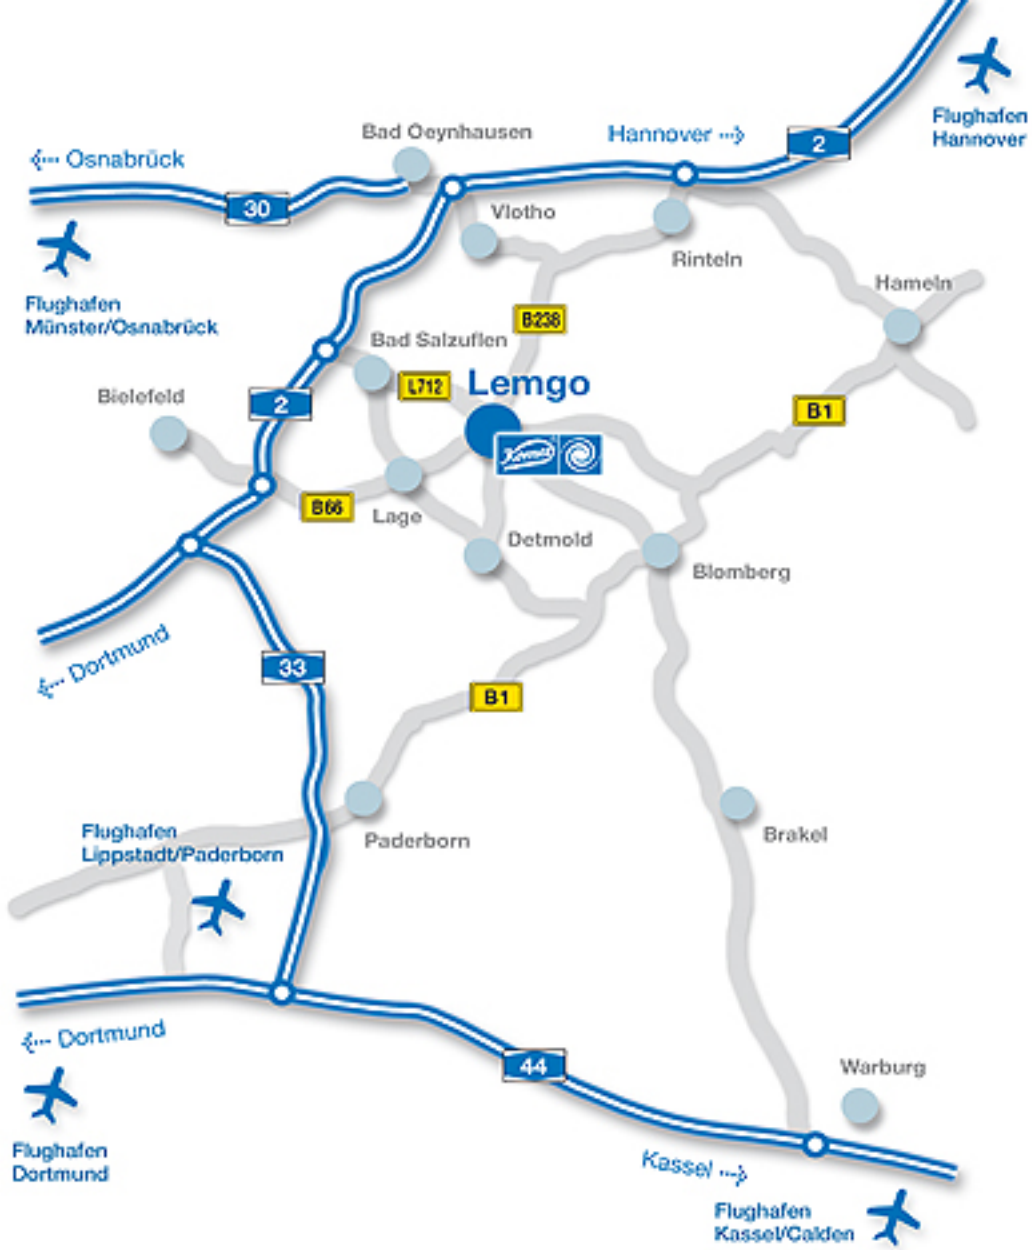 Flughafen
Hannover
Bad Oeynhausen
Hannover
2
Osnabrück
30
Vlotho
Rinteln
Hameln
Flughafen
Münster/Osnabrück
B238
Bad Salzuflen
L712
Lemgo
Bielefeld
2
B1
Komet
B66
Lage
Detmold
Blomberg
Dortmund
33
B1
Flughafen
Lippstadt/Paderborn
Paderborn
Brakel
Dortmund
44
Warburg
Flughafen
Dortmund
Kassel
Flughafen
Kassel/Calden